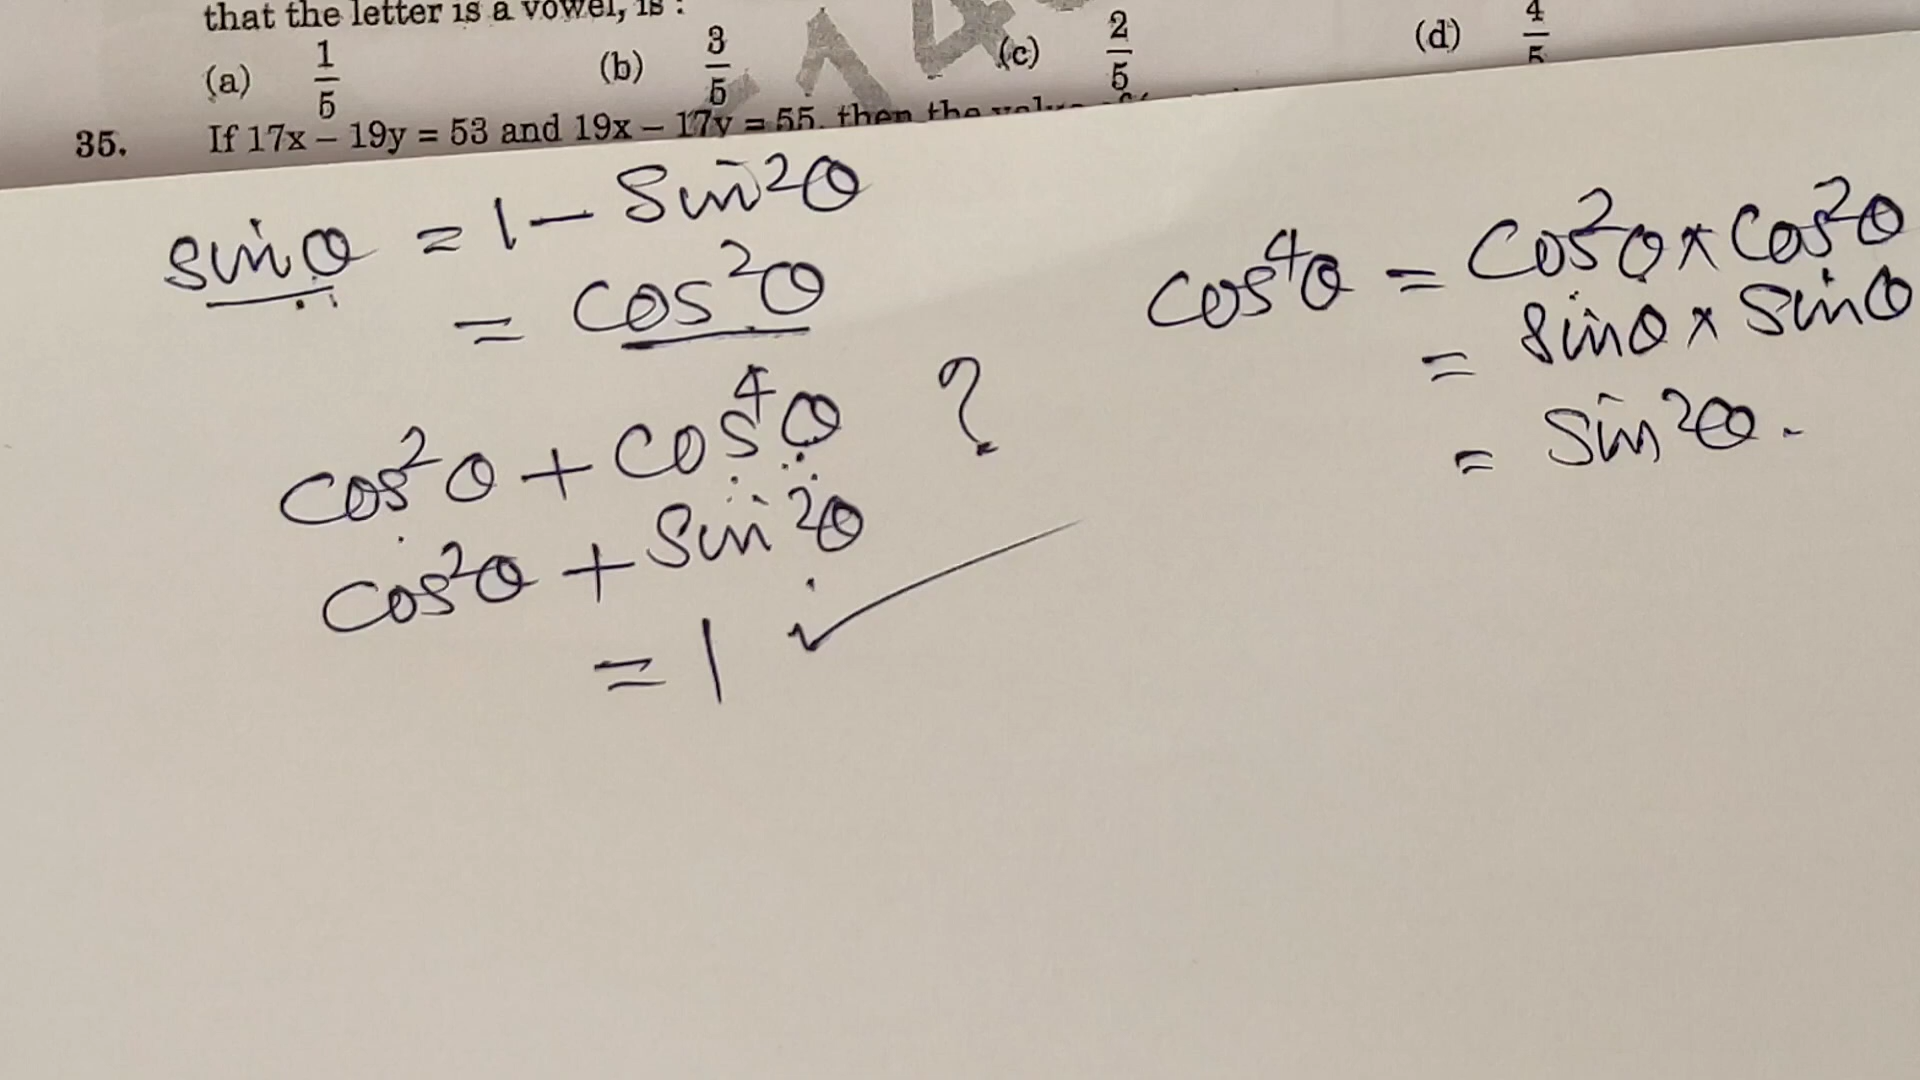 that the letter is a vowel, is :
(a) 1/5 (b) 3/5 (c) 2/5 (d) 4/5
35. If 17x – 19y = 53 and 19x – 17y = 55, then the
sinθ = 1 – sin²θ
= cos²θ
cos²θ + cos⁴θ ?
cos²θ + sin²θ
= 1 ✓
cos⁴θ = cos²θ × cos²θ
= sinθ × sinθ
= sin²θ.